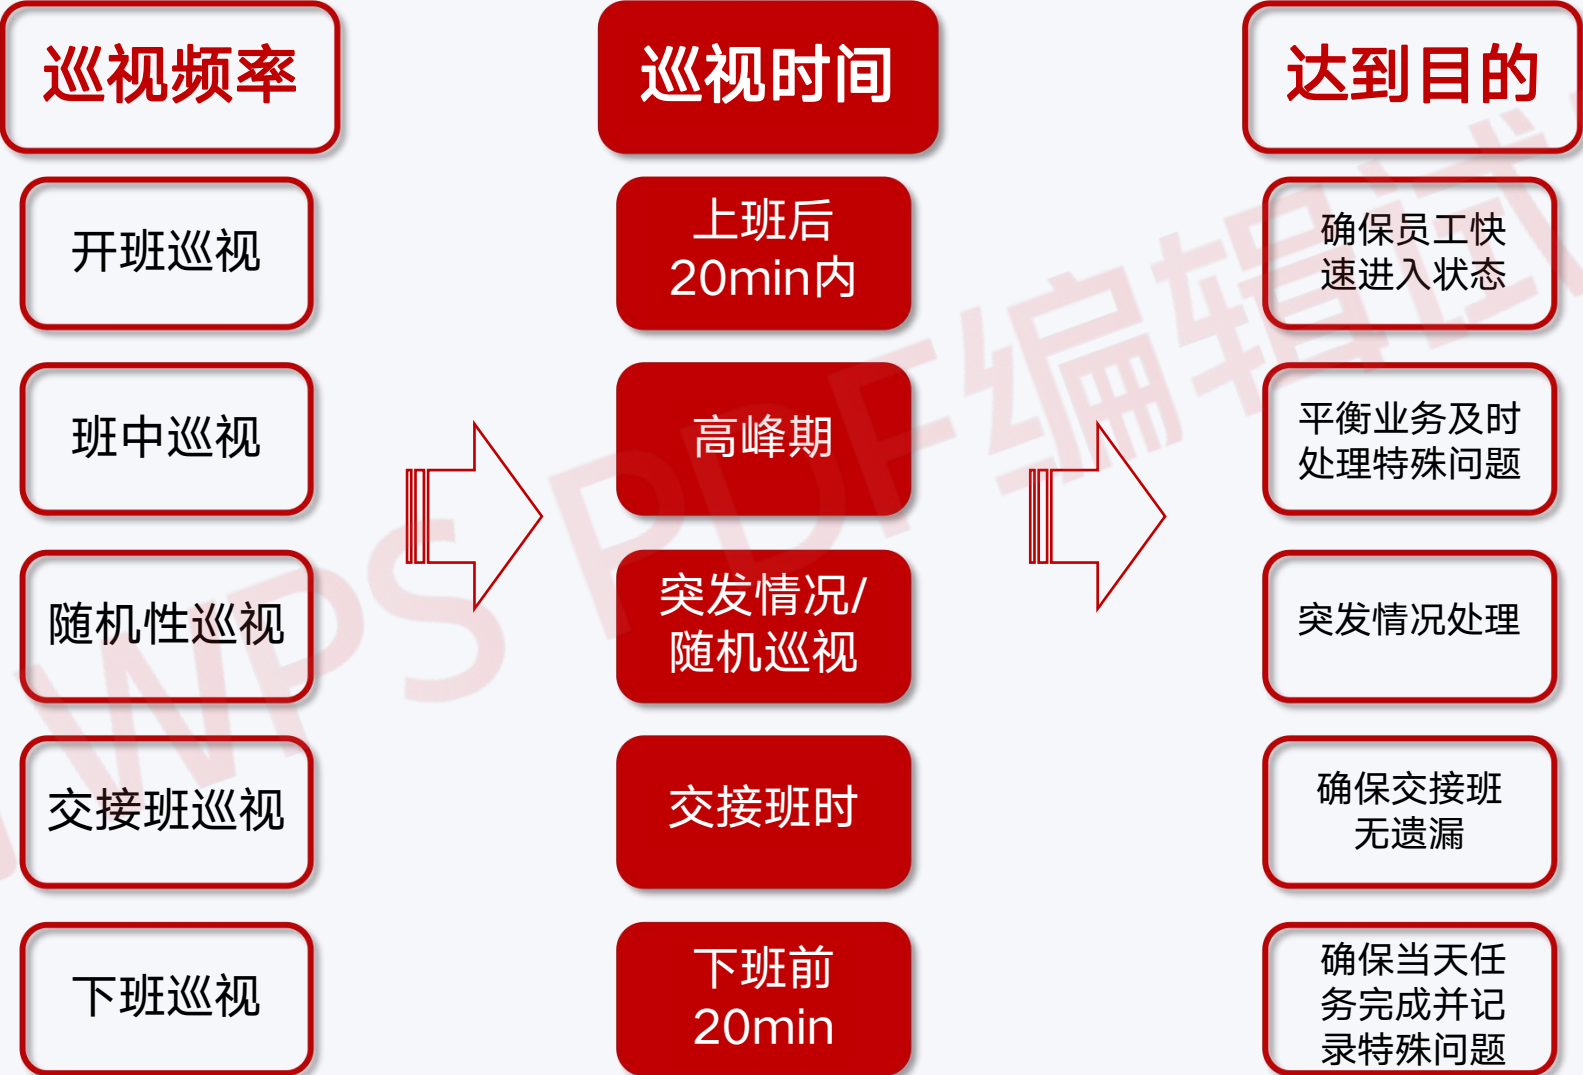 巡视频率
巡视时间
达到目的
开班巡视
上班后
20min内
确保员工快
速进入状态
班中巡视
高峰期
平衡业务及时
处理特殊问题
随机性巡视
突发情况/
随机巡视
突发情况处理
交接班巡视
交接班时
确保交接班
无遗漏
下班巡视
下班前
20min
确保当天任
务完成并记
录特殊问题
WPS PDF编辑试